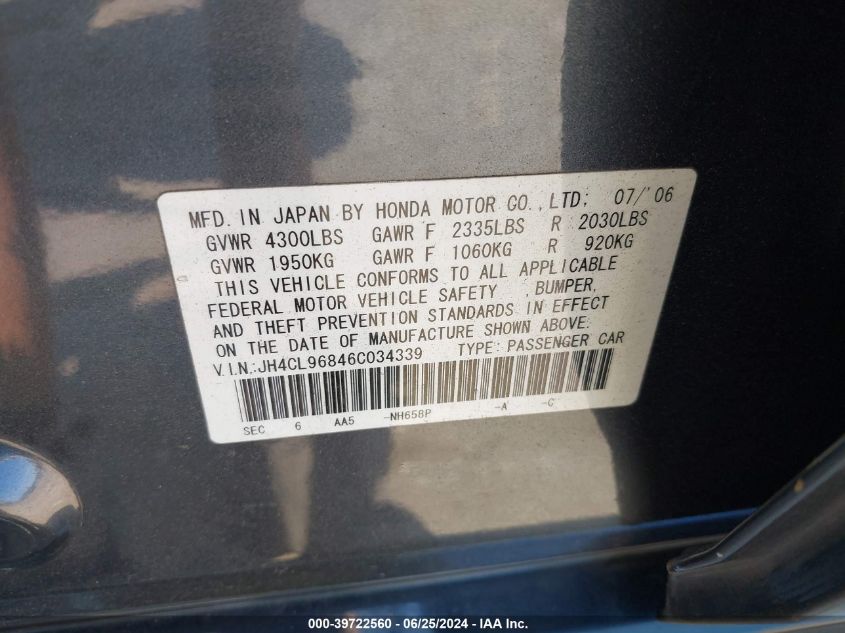 MFD. IN JAPAN BY HONDA MOTOR CO.,LTD; 07/'06
GVWR 4300LBS GAWR F 2335LBS R 2030LBS
GVWR 1950KG GAWR F 1060KG R 920KG
THIS VEHICLE CONFORMS TO ALL APPLICABLE
FEDERAL MOTOR VEHICLE SAFETY ,BUMPER,
AND THEFT PREVENTION STANDARDS IN EFFECT
ON THE DATE OF MANUFACTURE SHOWN ABOVE.
V.I.N.:JH4CL96846C034339 TYPE: PASSENGER CAR
SEC 6 AA5 -NH658P -A -C
000-39722560 - 06/25/2024 - IAA Inc.